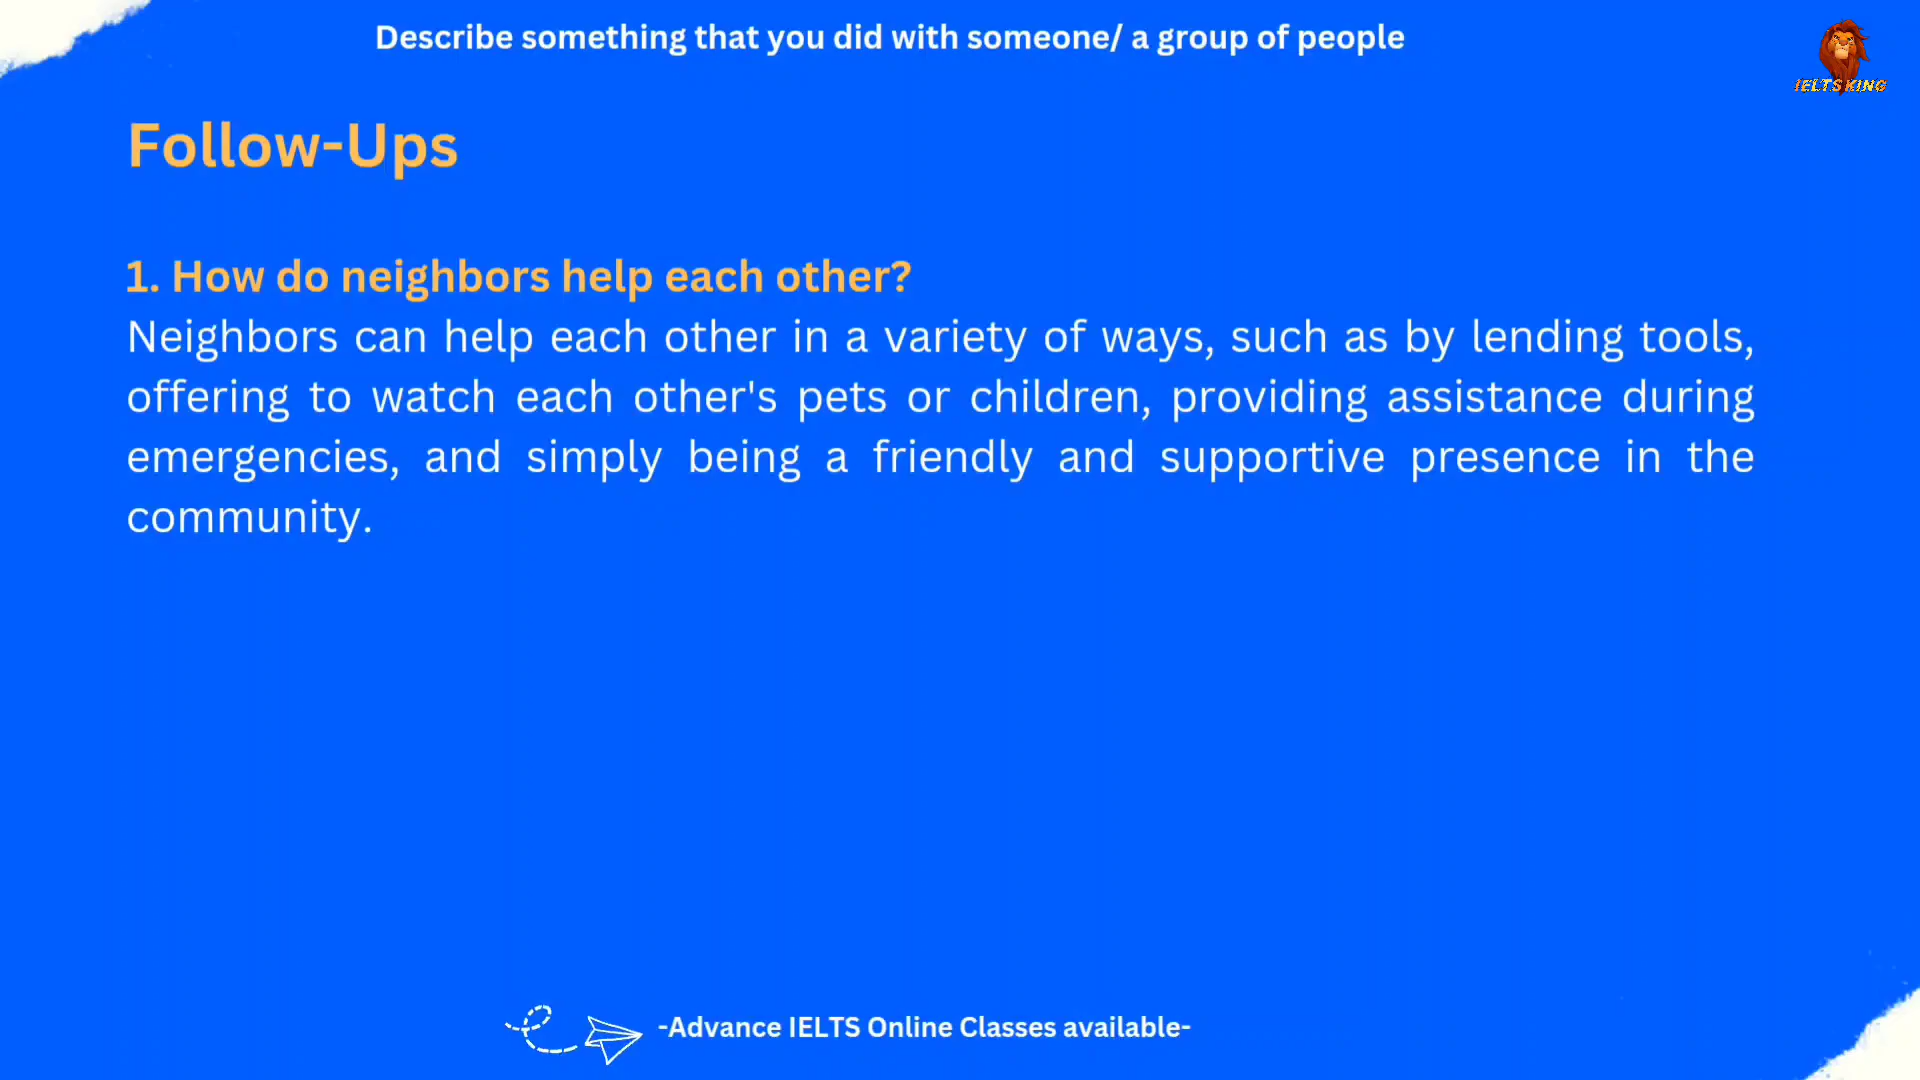 Describe something that you did with someone/ a group of people
IELTS KING
Follow-Ups
1. How do neighbors help each other?
Neighbors can help each other in a variety of ways, such as by lending tools,
offering to watch each other's pets or children, providing assistance during
emergencies, and simply being a friendly and supportive presence in the
community.
-Advance IELTS Online Classes available-